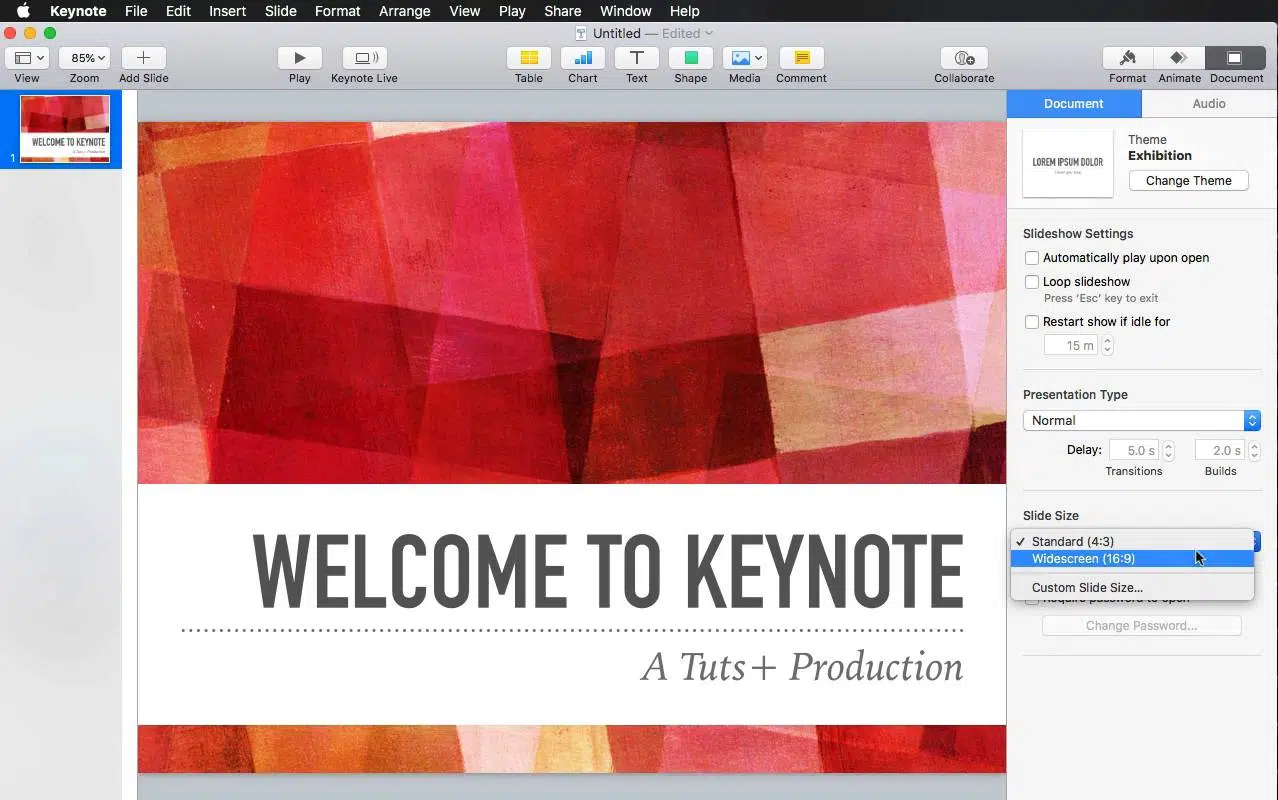 Keynote File Edit Insert Slide Format Arrange View Play Share Window Help
Untitled — Edited
85%
View Zoom Add Slide Play Keynote Live Table Chart Text Shape Media Comment Collaborate Format Animate Document
1
WELCOME TO KEYNOTE
A Tuts+ Production
WELCOME TO KEYNOTE
A Tuts+ Production
Document Audio
LOREM IPSUM DOLOR
Theme
Exhibition
Change Theme
Slideshow Settings
Automatically play upon open
Loop slideshow
Press ‘Esc’ key to exit
Restart show if idle for
15 m
Presentation Type
Normal
Delay: 5.0 s 2.0 s
Transitions Builds
Slide Size
✓ Standard (4:3)
Widescreen (16:9)
Custom Slide Size...
Require password to open
Change Password...